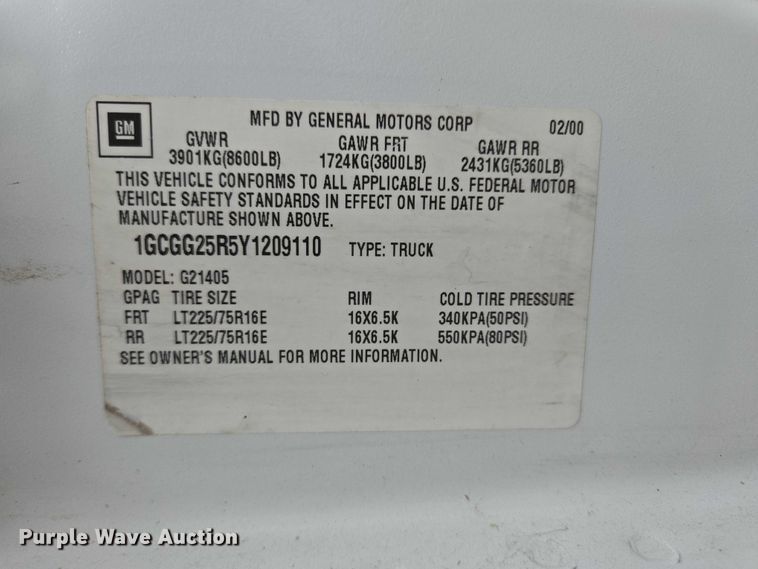 GM
MFD BY GENERAL MOTORS CORP 02/00
GVWR GAWR FRT GAWR RR
3901KG(8600LB) 1724KG(3800LB) 2431KG(5360LB)
THIS VEHICLE CONFORMS TO ALL APPLICABLE U.S. FEDERAL MOTOR
VEHICLE SAFETY STANDARDS IN EFFECT ON THE DATE OF
MANUFACTURE SHOWN ABOVE.
1GCGG25R5Y1209110 TYPE: TRUCK
MODEL: G21405
GPAG TIRE SIZE RIM COLD TIRE PRESSURE
FRT LT225/75R16E 16X6.5K 340KPA(50PSI)
RR LT225/75R16E 16X6.5K 550KPA(80PSI)
SEE OWNER'S MANUAL FOR MORE INFORMATION.
Purple Wave Auction